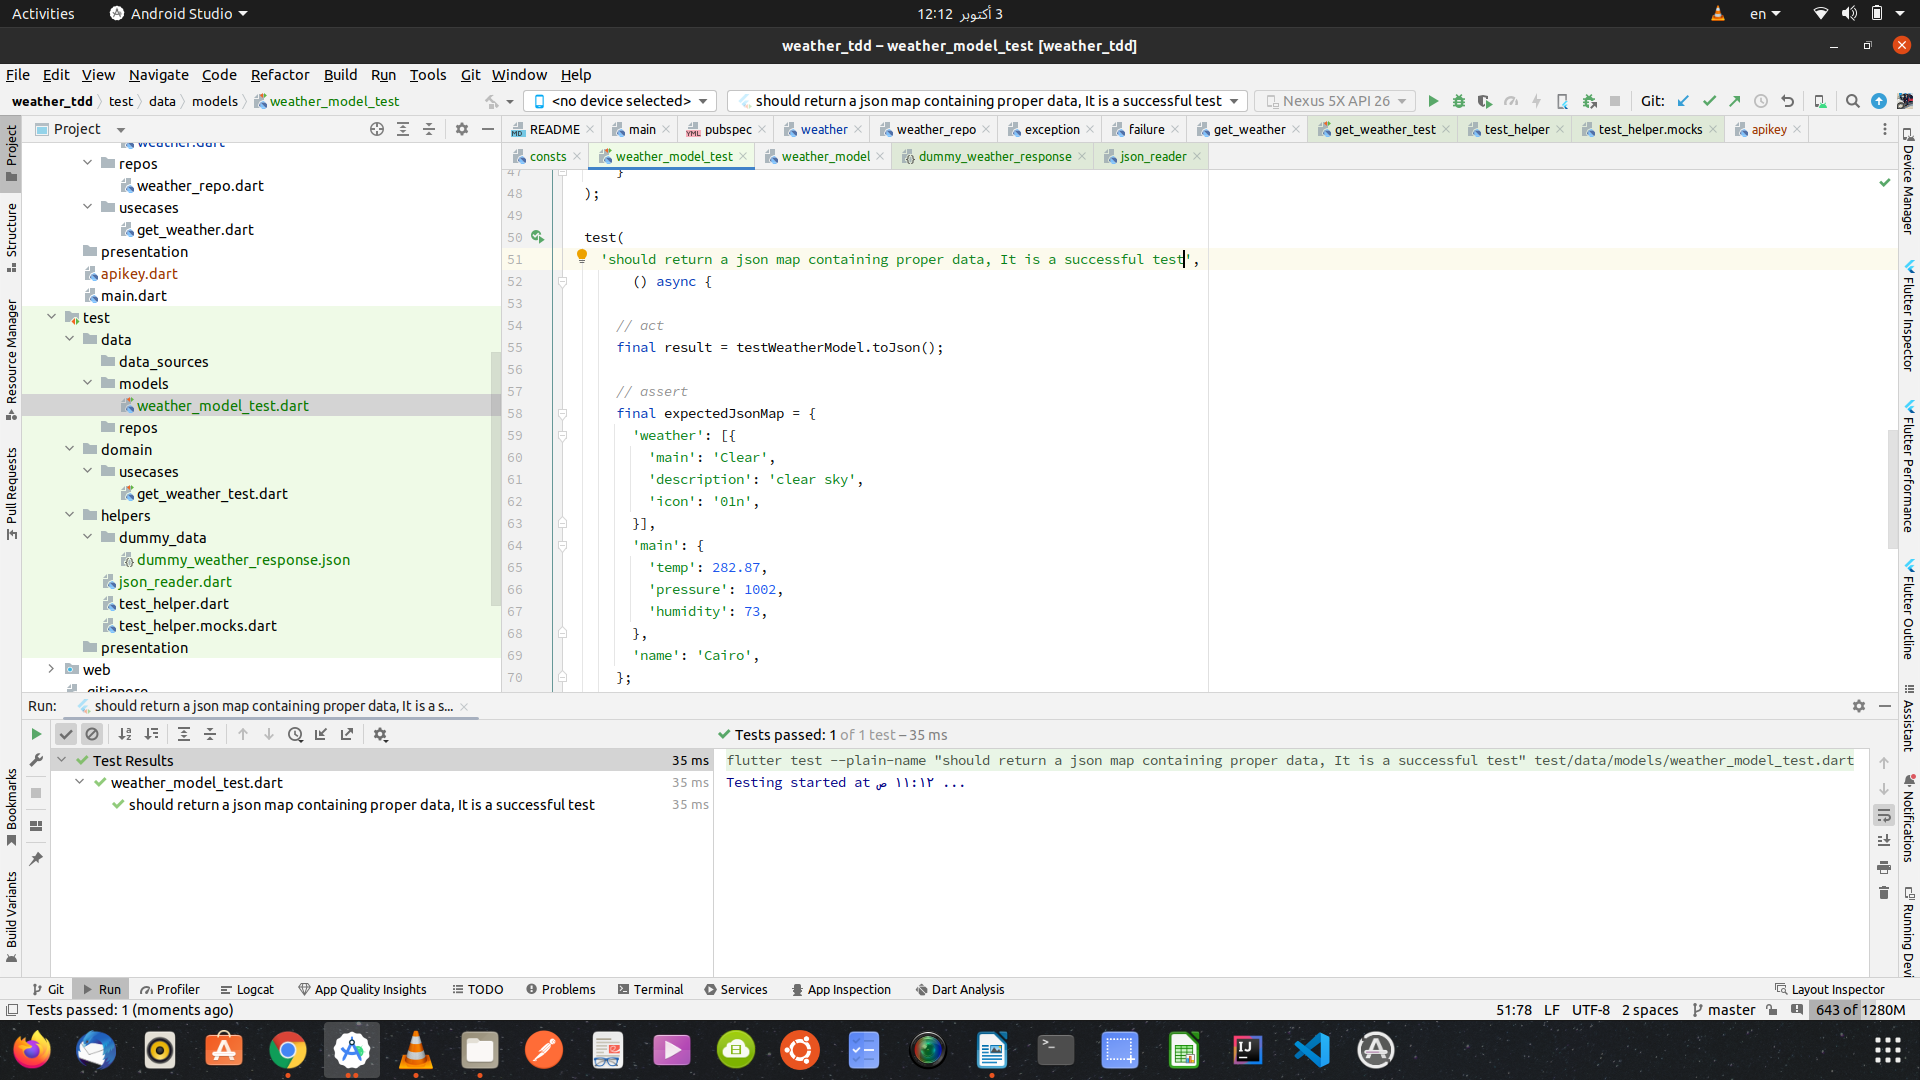 Activities
Android Studio
12:12 3 أكتوبر
en
weather_tdd – weather_model_test [weather_tdd]
File Edit View Navigate Code Refactor Build Run Tools Git Window Help
weather_tdd test data models weather_model_test
<no device selected>
should return a json map containing proper data, It is a successful test
Nexus 5X API 26
Git:
Project
README main pubspec weather weather_repo exception failure get_weather get_weather_test test_helper test_helper.mocks apikey
consts weather_model_test weather_model dummy_weather_response json_reader
Project
Structure
Resource Manager
Pull Requests
Bookmarks
Build Variants
weather.dart
repos
weather_repo.dart
usecases
get_weather.dart
presentation
apikey.dart
main.dart
test
data
data_sources
models
weather_model_test.dart
repos
domain
usecases
get_weather_test.dart
helpers
dummy_data
dummy_weather_response.json
json_reader.dart
test_helper.dart
test_helper.mocks.dart
presentation
web
.gitignore
47 }
48 );
49
50 test(
51 'should return a json map containing proper data, It is a successful test',
52 () async {
53
54 // act
55 final result = testWeatherModel.toJson();
56
57 // assert
58 final expectedJsonMap = {
59 'weather': [{
60 'main': 'Clear',
61 'description': 'clear sky',
62 'icon': '01n',
63 }],
64 'main': {
65 'temp': 282.87,
66 'pressure': 1002,
67 'humidity': 73,
68 },
69 'name': 'Cairo',
70 };
Device Manager
Flutter Inspector
Flutter Performance
Flutter Outline
Assistant
Notifications
Running Devi
Run: should return a json map containing proper data, It is a s...
Tests passed: 1 of 1 test – 35 ms
Test Results 35 ms
weather_model_test.dart 35 ms
should return a json map containing proper data, It is a successful test 35 ms
flutter test --plain-name "should return a json map containing proper data, It is a successful test" test/data/models/weather_model_test.dart
Testing started at ١١:١٢ ص ...
Git Run Profiler Logcat App Quality Insights TODO Problems Terminal Services App Inspection Dart Analysis Layout Inspector
Tests passed: 1 (moments ago)
51:78 LF UTF-8 2 spaces master 643 of 1280M